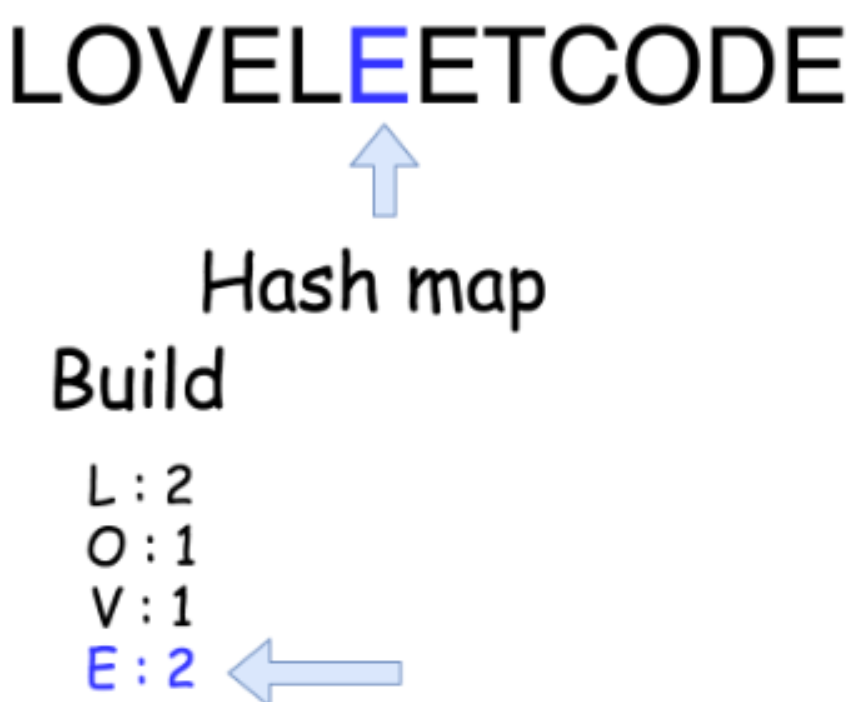 LOVELEETCODE
Hash map
Build
L : 2
O : 1
V : 1
E : 2